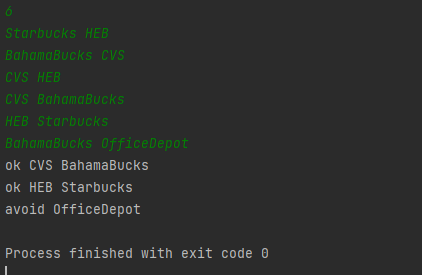 6
Starbucks HEB
BahamaBucks CVS
CVS HEB
CVS BahamaBucks
HEB Starbucks
BahamaBucks OfficeDepot
ok CVS BahamaBucks
ok HEB Starbucks
avoid OfficeDepot
Process finished with exit code 0